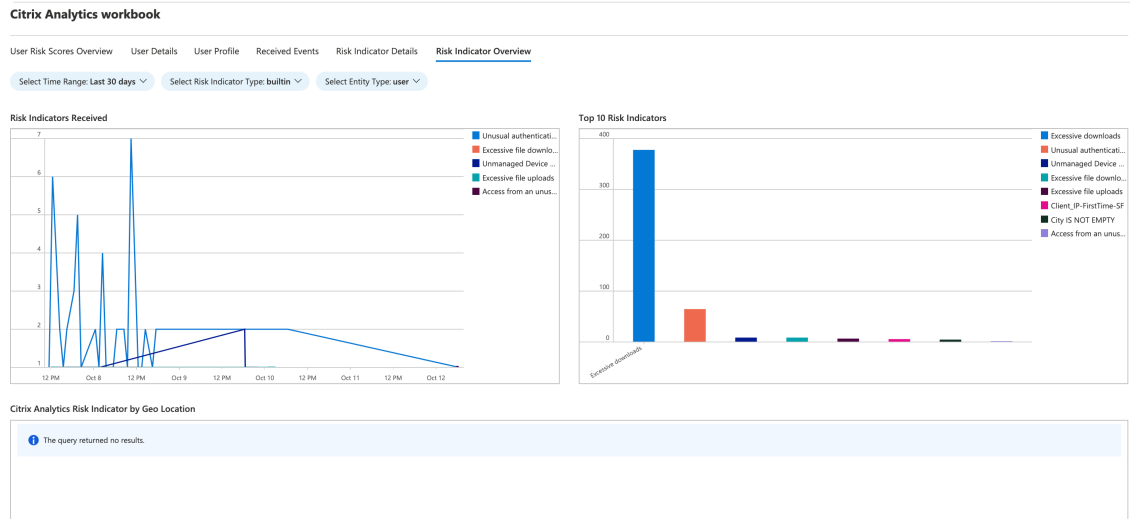 Citrix Analytics workbook
User Risk Scores Overview User Details User Profile Received Events Risk Indicator Details Risk Indicator Overview
Select Time Range: Last 30 days Select Risk Indicator Type: builtin Select Entity Type: user
Risk Indicators Received
7
6
5
4
3
2
1
12 PM Oct 8 12 PM Oct 9 12 PM Oct 10 12 PM Oct 11 12 PM Oct 12
Unusual authenticati...
Excessive file downlo...
Unmanaged Device ...
Excessive file uploads
Access from an unus...
Top 10 Risk Indicators
400
300
200
100
0
Excessive downloads
Excessive downloads
Unusual authenticati...
Unmanaged Device ...
Excessive file downlo...
Excessive file uploads
Client_IP-FirstTime-SF
City IS NOT EMPTY
Access from an unus...
Citrix Analytics Risk Indicator by Geo Location
The query returned no results.